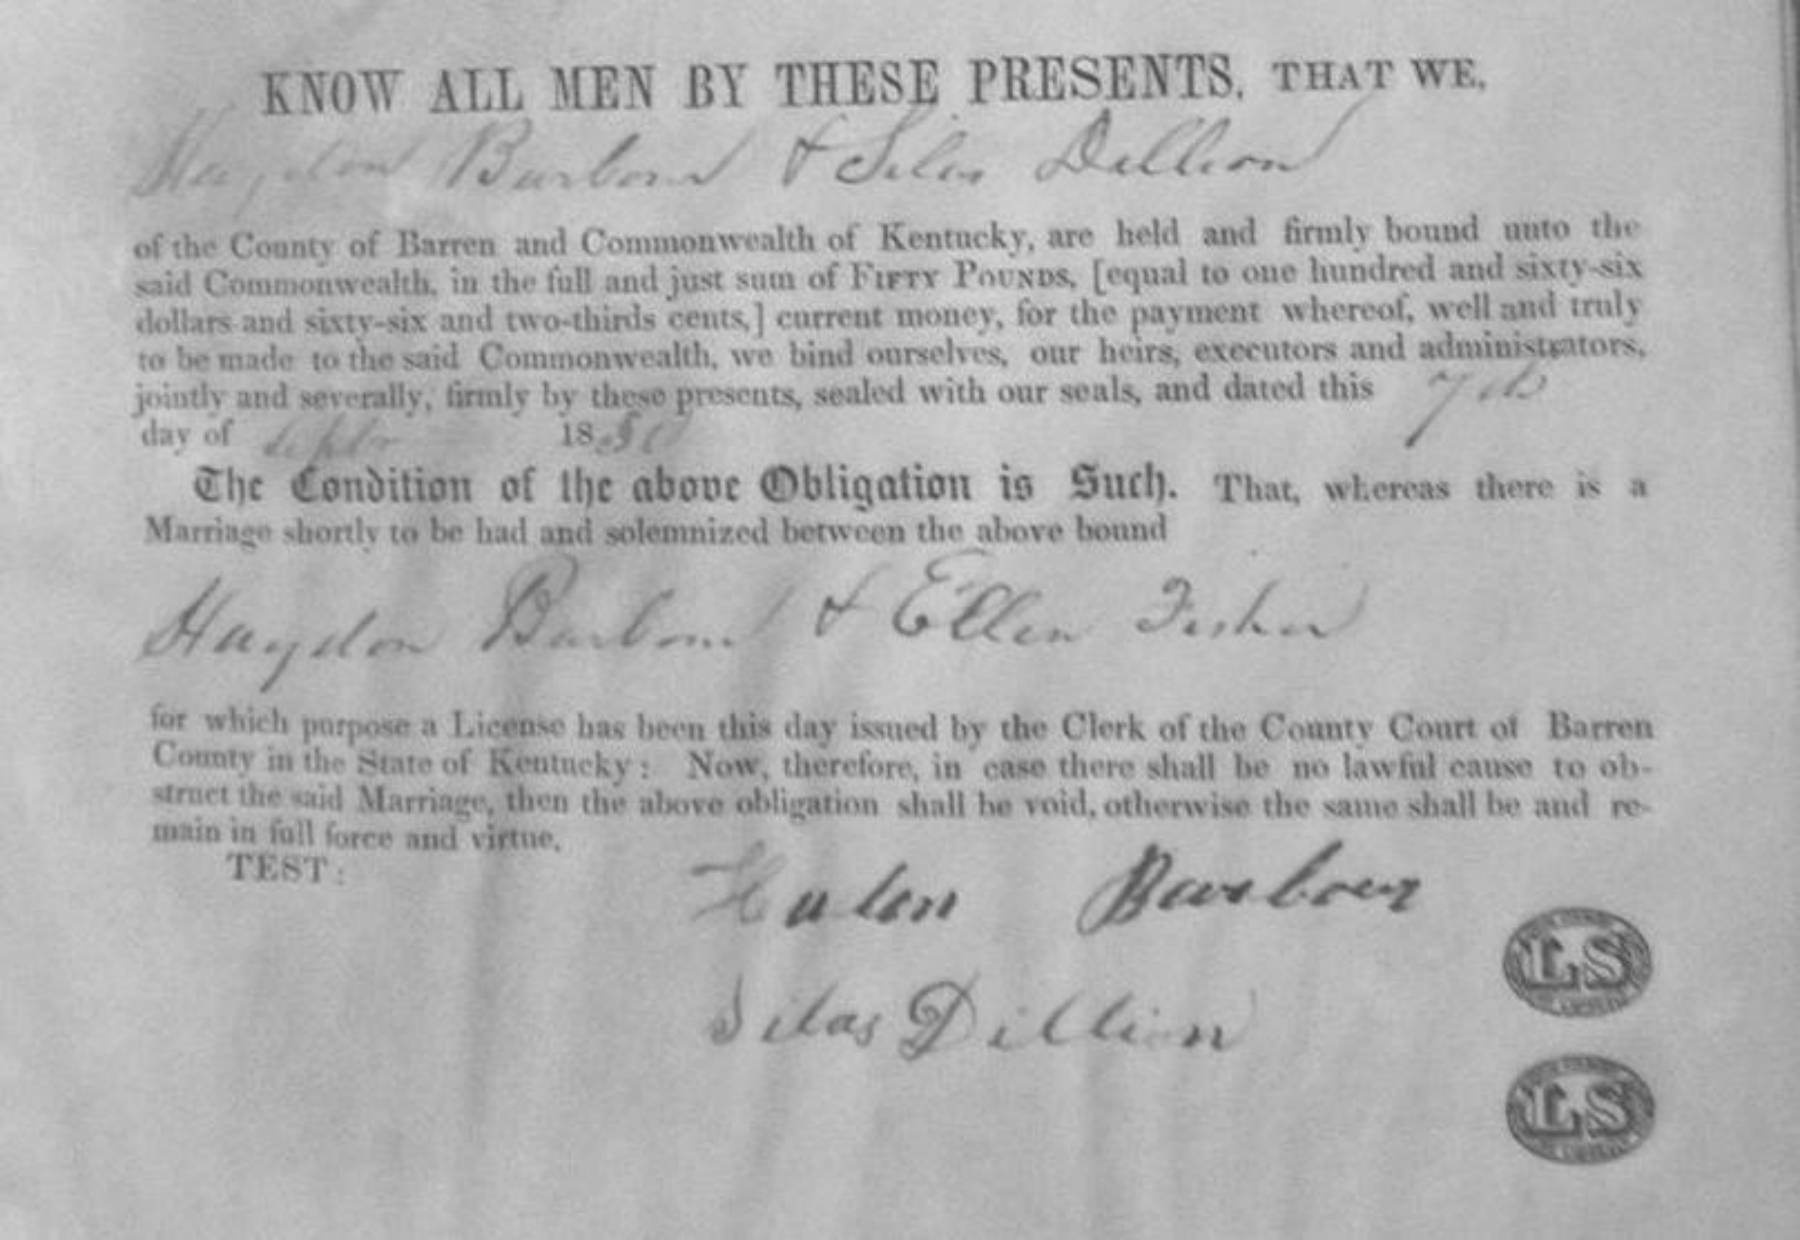 KNOW ALL MEN BY THESE PRESENTS, THAT WE,
Haydon Barbour & Silas Dillion
of the County of Barren and Commonwealth of Kentucky, are held and firmly bound unto the
said Commonwealth, in the full and just sum of FIFTY POUNDS, [equal to one hundred and sixty-six
dollars and sixty-six and two-thirds cents,] current money, for the payment whereof, well and truly
to be made to the said Commonwealth, we bind ourselves, our heirs, executors and administrators,
jointly and severally, firmly by these presents, sealed with our seals, and dated this 7th
day of Septr 1850
The Condition of the above Obligation is Such. That, whereas there is a
Marriage shortly to be had and solemnized between the above bound
Haydon Barbour & Ellen Fisher
for which purpose a License has been this day issued by the Clerk of the County Court of Barren
County in the State of Kentucky: Now, therefore, in case there shall be no lawful cause to ob-
struct the said Marriage, then the above obligation shall be void, otherwise the same shall be and re-
main in full force and virtue.
TEST:
Barbour
LS
Silas Dillion
LS